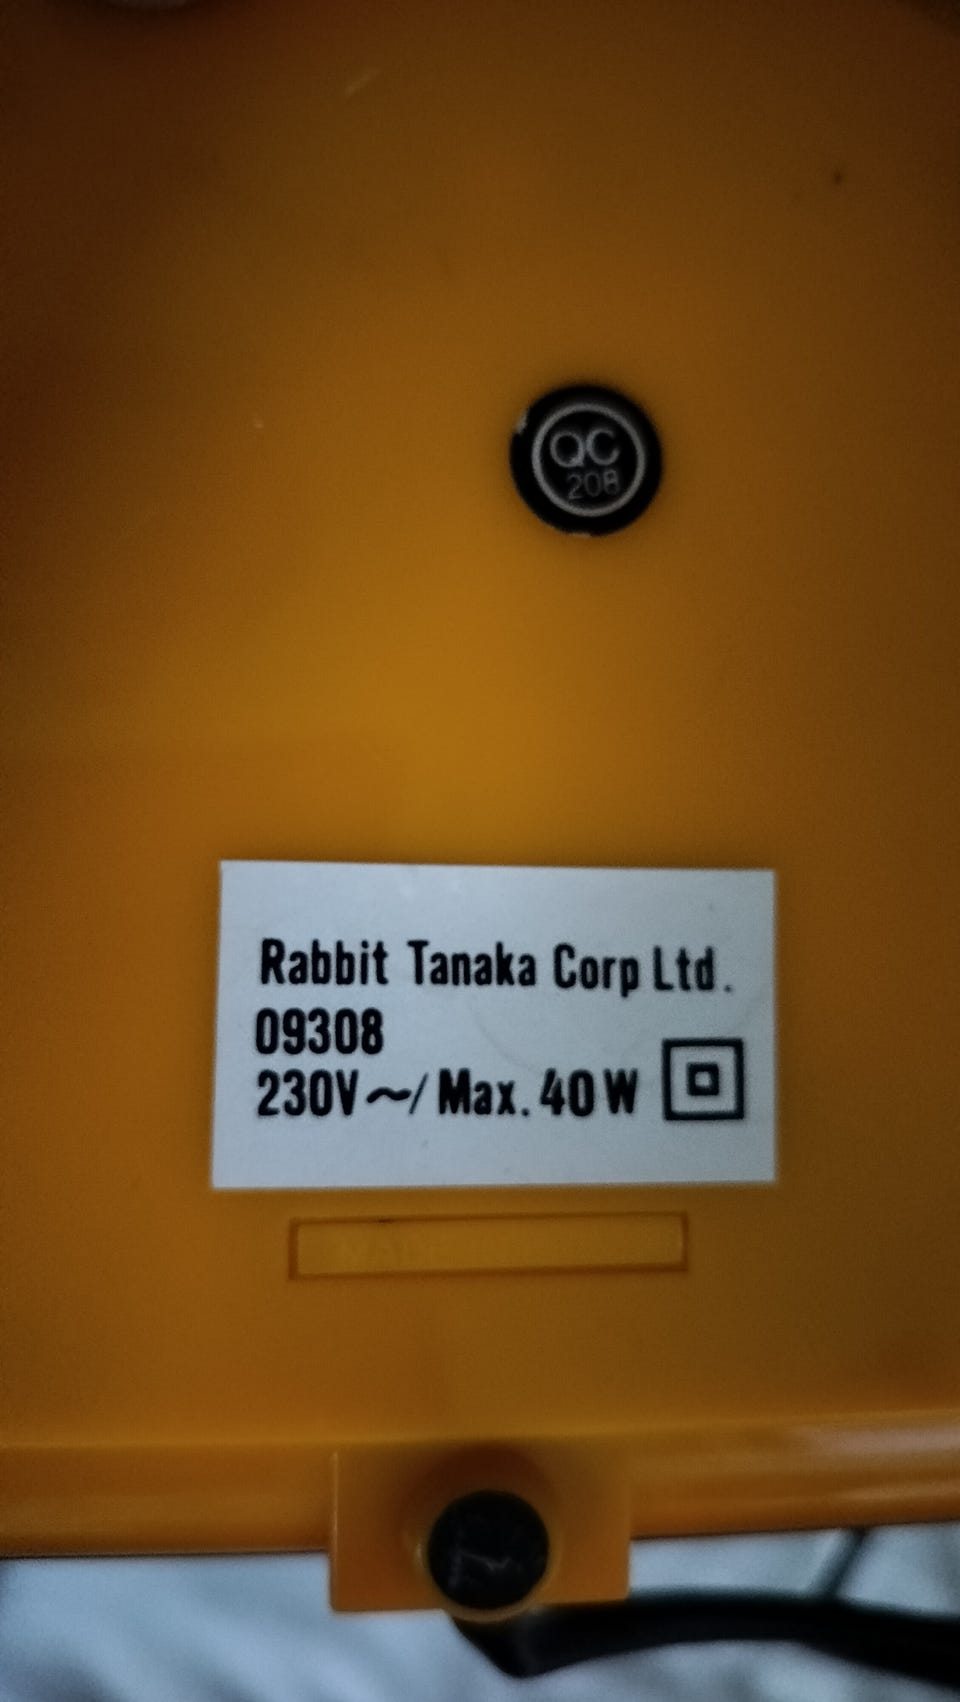 QC
208
Rabbit Tanaka Corp Ltd.
09308
230V～/ Max. 40W